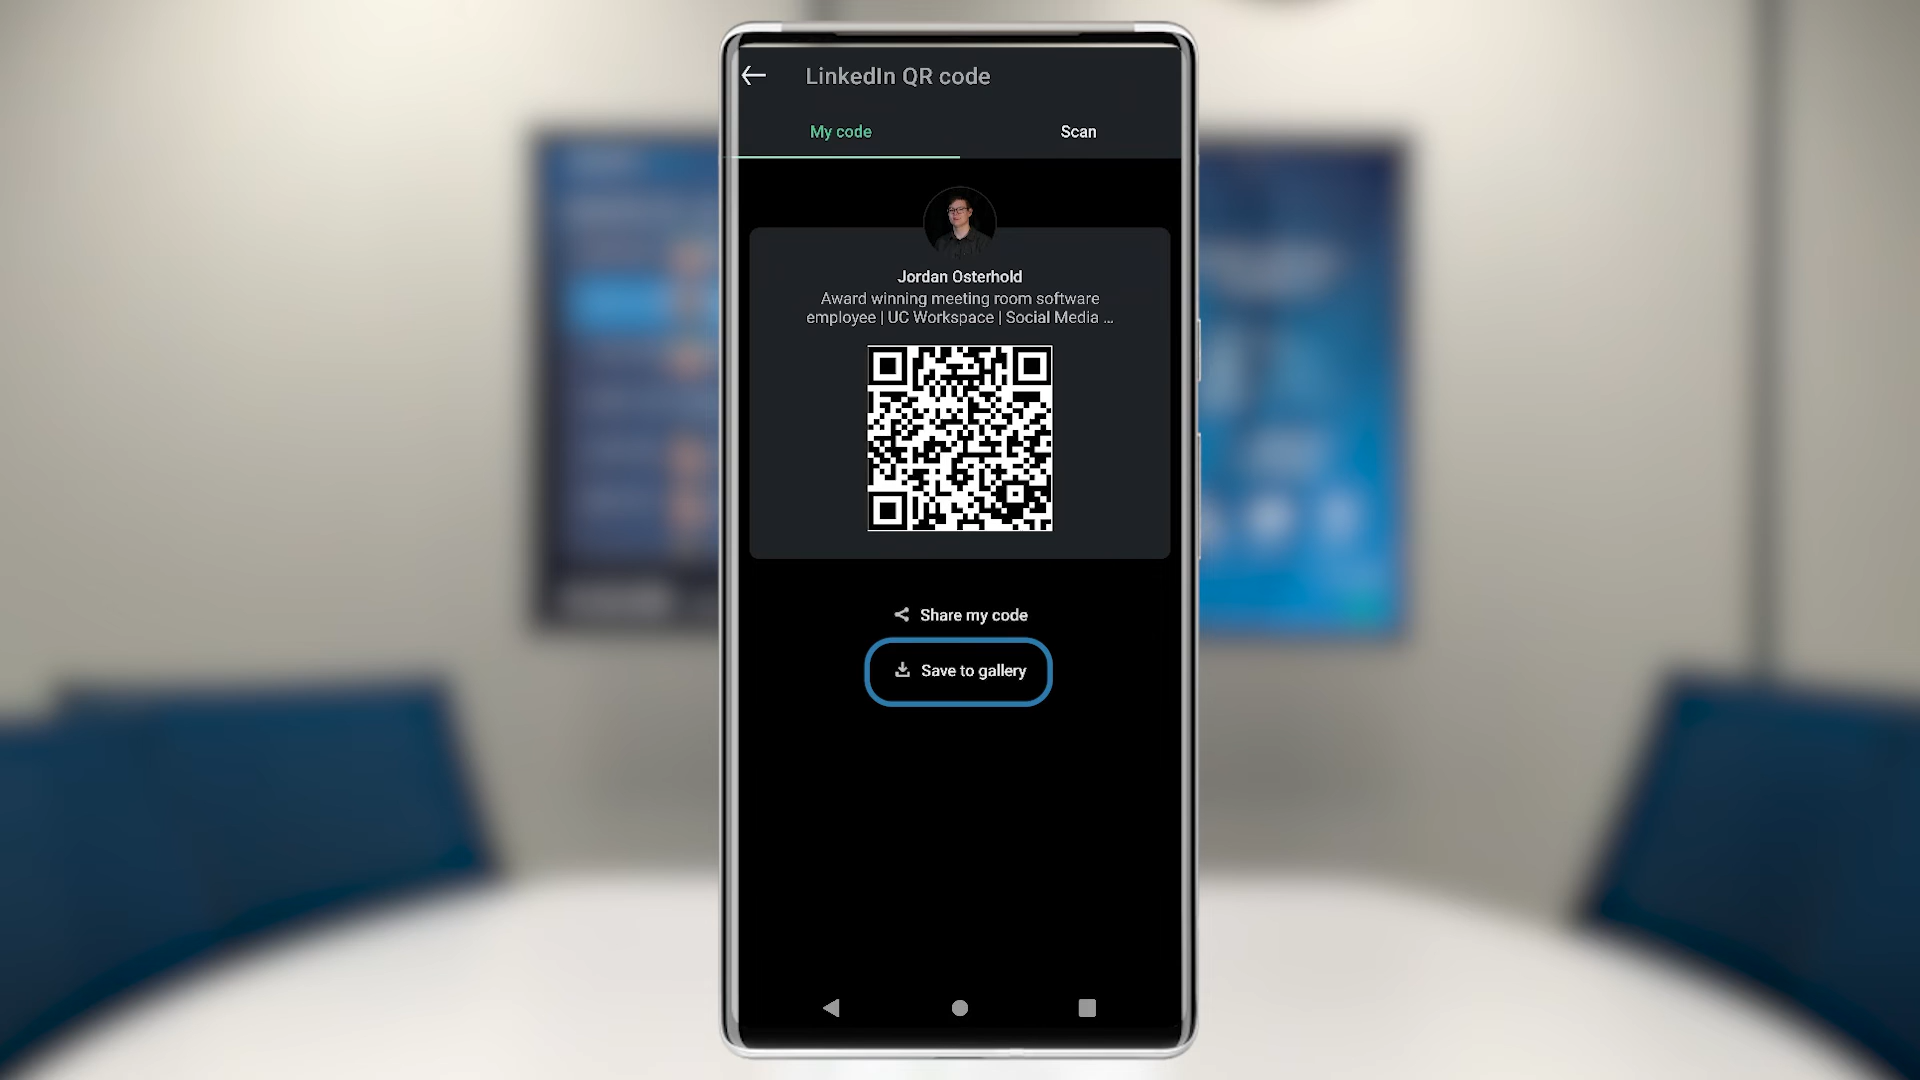 LinkedIn QR code
My code
Scan
Jordan Osterhold
Award winning meeting room software
employee | UC Workspace | Social Media ...
Share my code
Save to gallery